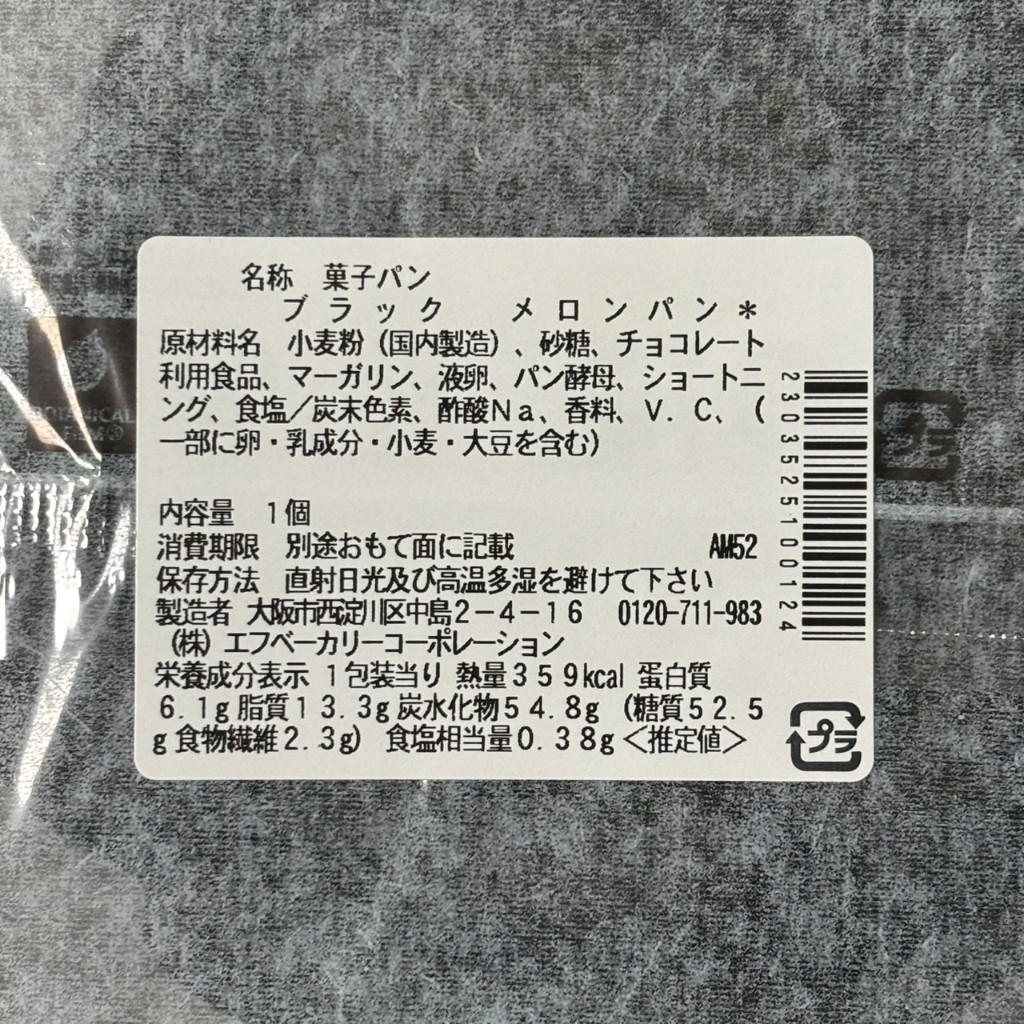 名称　菓子パン
ブラック　メロンパン＊
原材料名　小麦粉（国内製造）、砂糖、チョコレート
利用食品、マーガリン、液卵、パン酵母、ショートニ
ング、食塩／炭末色素、酢酸Ｎａ、香料、Ｖ．Ｃ、（
一部に卵・乳成分・小麦・大豆を含む）
内容量　１個
消費期限　別途おもて面に記載　AM52
保存方法　直射日光及び高温多湿を避けて下さい
製造者　大阪市西淀川区中島２－４－１６　0120-711-983
（株）エフベーカリーコーポレーション
栄養成分表示　１包装当り　熱量３５９kcal　蛋白質
６.１g 脂質１３.３g 炭水化物５４.８g （糖質５２.５
g 食物繊維２.３g） 食塩相当量０.３８g＜推定値＞
2303525100124
プラ
BOTANICAL
プラ